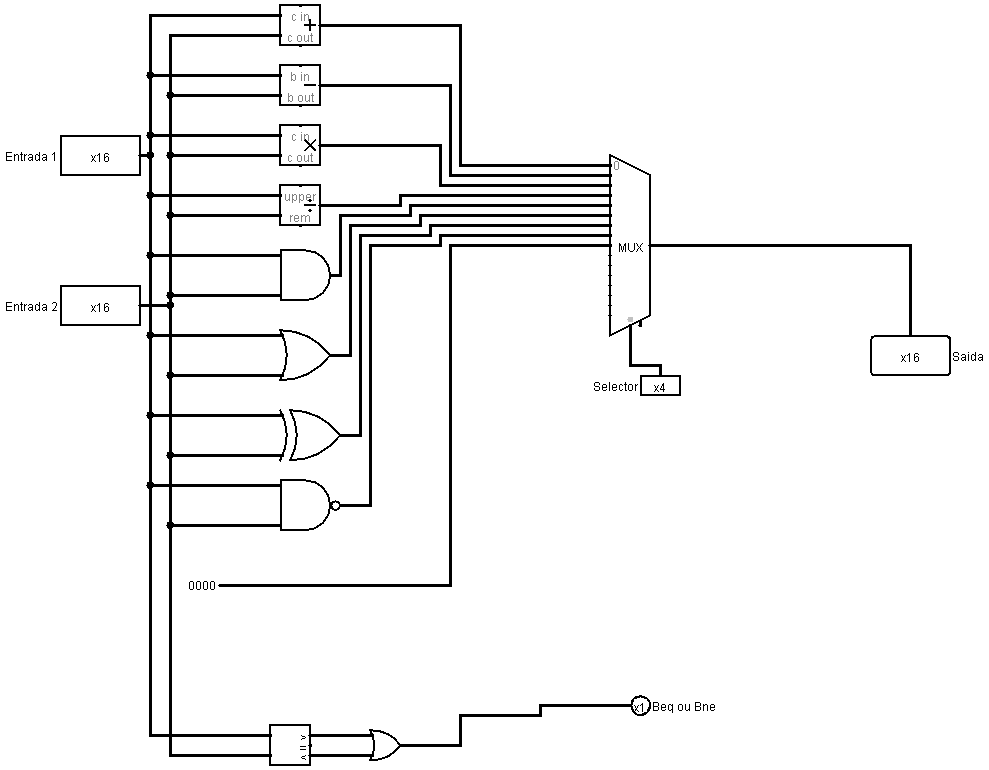 c in
+
c out
b in
−
b out
c in
×
c out
upper
÷
rem
Entrada 1
x16
Entrada 2
x16
0
MUX
Selector
x4
x16
Saida
0000
x1
Beq ou Bne